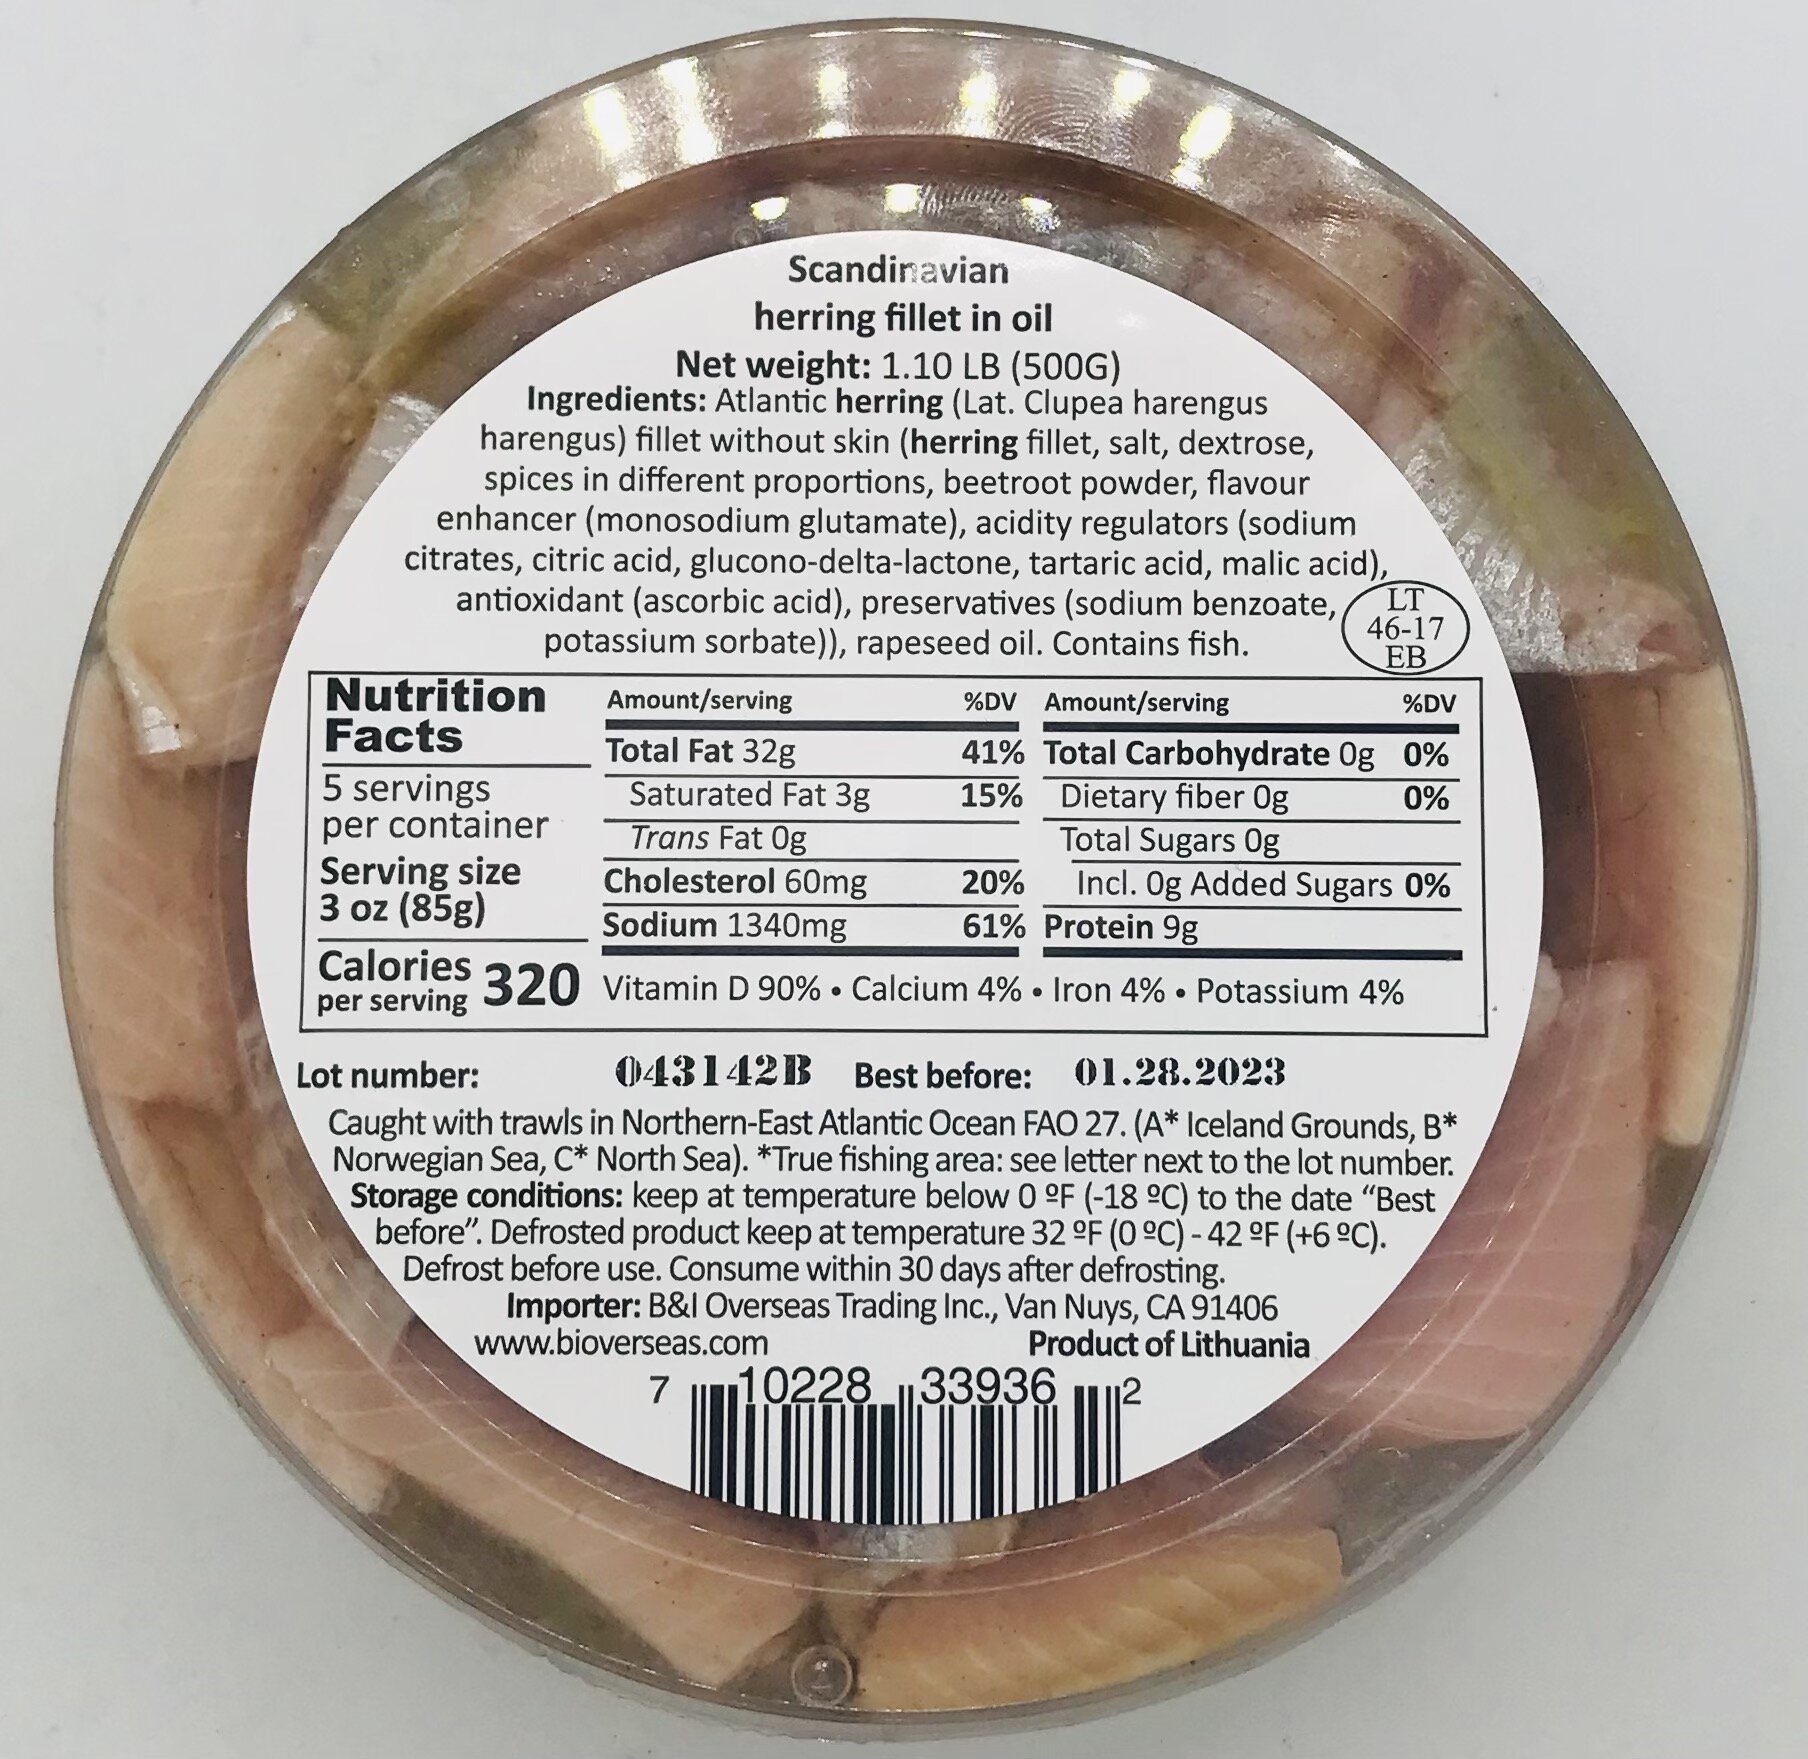 Scandinavian
herring fillet in oil
Net weight: 1.10 LB (500G)
Ingredients: Atlantic herring (Lat. Clupea harengus
harengus) fillet without skin (herring fillet, salt, dextrose,
spices in different proportions, beetroot powder, flavour
enhancer (monosodium glutamate), acidity regulators (sodium
citrates, citric acid, glucono-delta-lactone, tartaric acid, malic acid),
antioxidant (ascorbic acid), preservatives (sodium benzoate,
potassium sorbate)), rapeseed oil. Contains fish.
LT
46-17
EB
Nutrition
Facts
5 servings
per container
Serving size
3 oz (85g)
Calories
per serving
320
Amount/serving %DV
Total Fat 32g 41%
Saturated Fat 3g 15%
Trans Fat 0g
Cholesterol 60mg 20%
Sodium 1340mg 61%
Amount/serving %DV
Total Carbohydrate 0g 0%
Dietary fiber 0g 0%
Total Sugars 0g
Incl. 0g Added Sugars 0%
Protein 9g
Vitamin D 90% • Calcium 4% • Iron 4% • Potassium 4%
Lot number: 043142B Best before: 01.28.2023
Caught with trawls in Northern-East Atlantic Ocean FAO 27. (A* Iceland Grounds, B*
Norwegian Sea, C* North Sea). *True fishing area: see letter next to the lot number.
Storage conditions: keep at temperature below 0 ºF (-18 ºC) to the date “Best
before”. Defrosted product keep at temperature 32 ºF (0 ºC) - 42 ºF (+6 ºC).
Defrost before use. Consume within 30 days after defrosting.
Importer: B&I Overseas Trading Inc., Van Nuys, CA 91406
www.bioverseas.com Product of Lithuania
7 10228 33936 2